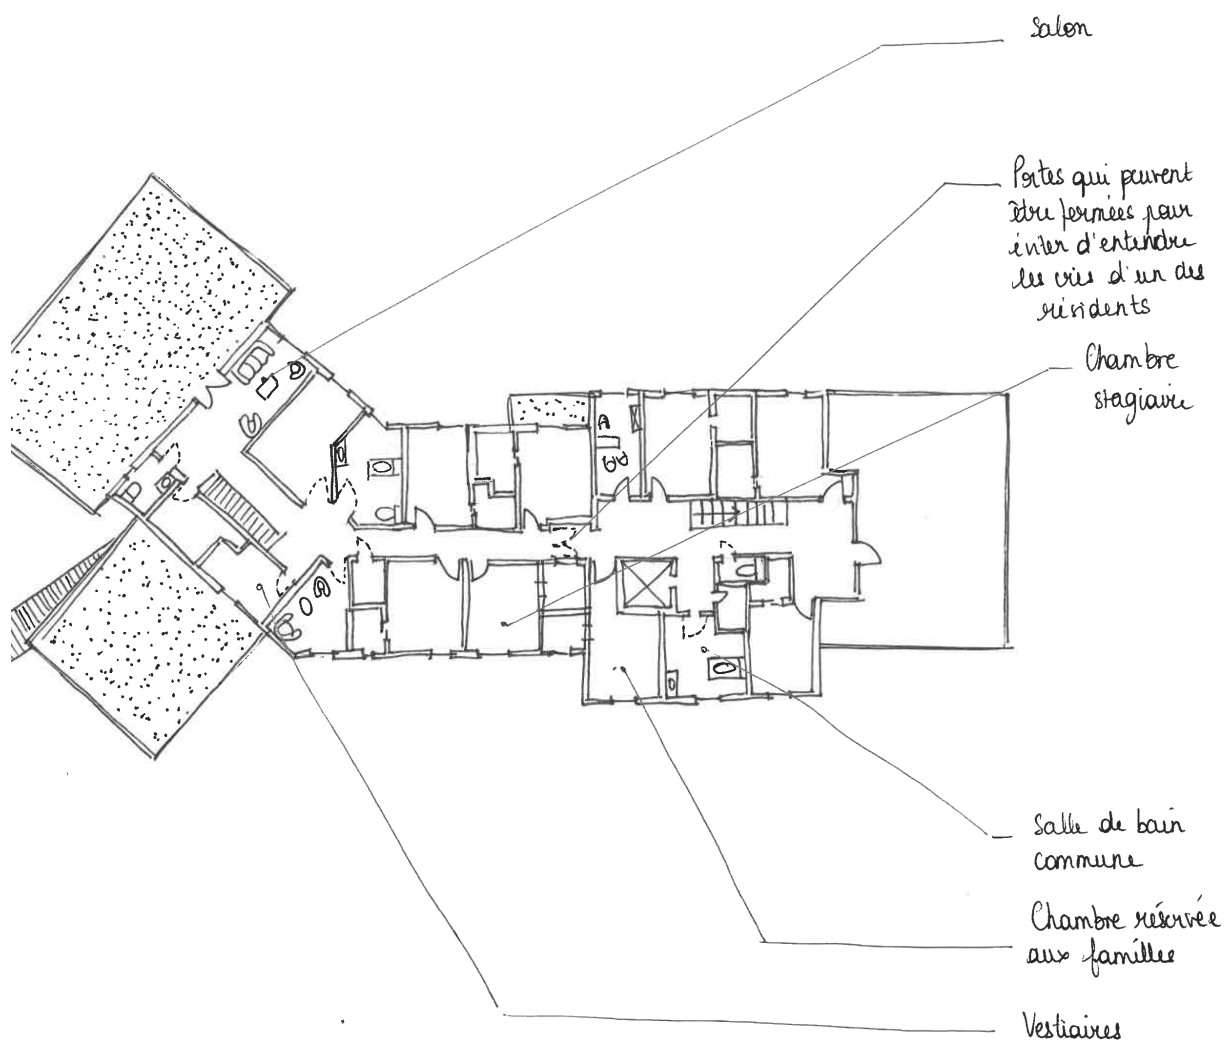 Salon
Portes qui peuvent
être fermées pour
éviter d'entendre
les cris d'un des
résidents
Chambre
stagiaire
Salle de bain
commune
Chambre réservée
aux familles
Vestiaires